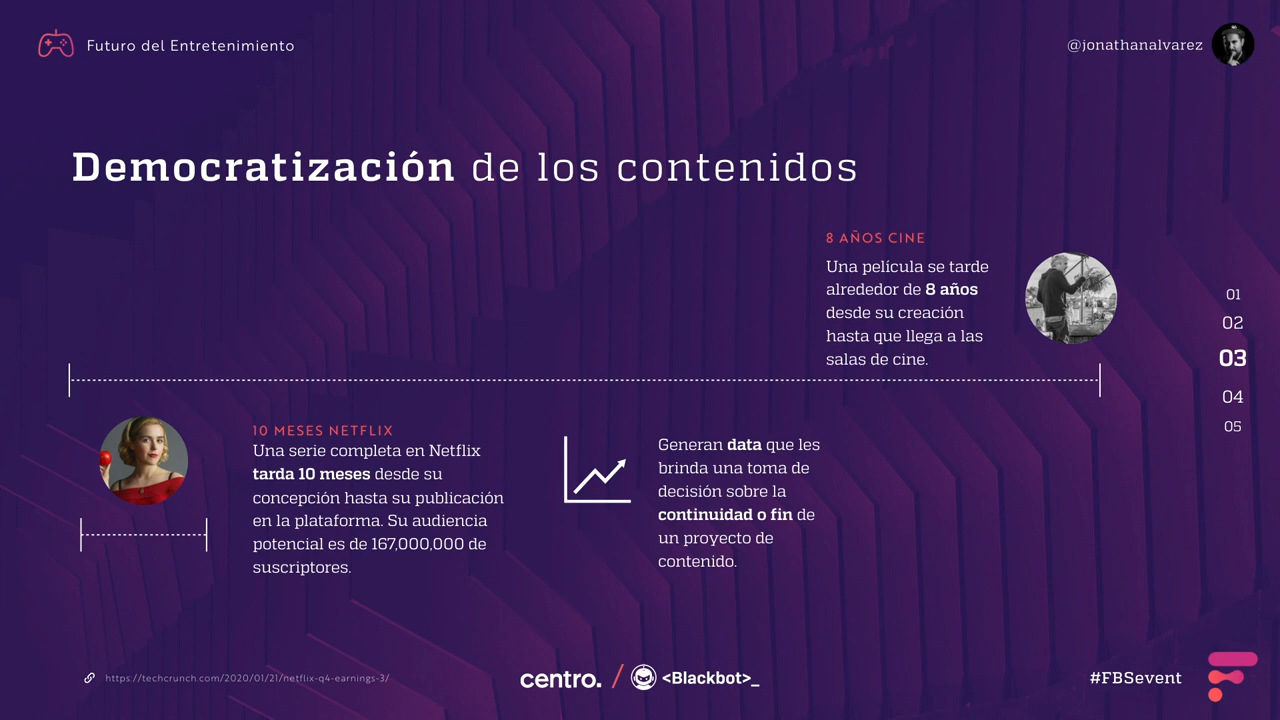 Futuro del Entretenimiento
@jonathanalvarez
Democratización de los contenidos
8 AÑOS CINE
Una película se tarde
alrededor de 8 años
desde su creación
hasta que llega a las
salas de cine.
01
02
03
04
05
10 MESES NETFLIX
Una serie completa en Netflix
tarda 10 meses desde su
concepción hasta su publicación
en la plataforma. Su audiencia
potencial es de 167,000,000 de
suscriptores.
Generan data que les
brinda una toma de
decisión sobre la
continuidad o fin de
un proyecto de
contenido.
https://techcrunch.com/2020/01/21/netflix-q4-earnings-3/
centro. / <Blackbot>_
#FBSevent